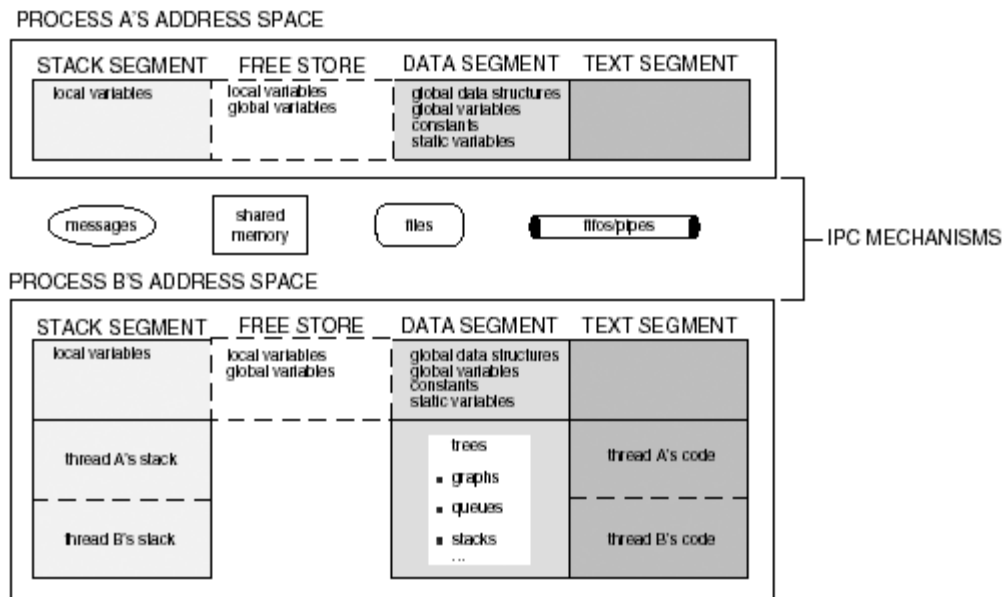 PROCESS A'S ADDRESS SPACE
STACK SEGMENT
FREE STORE
DATA SEGMENT
TEXT SEGMENT
local variables
local variables
global variables
global data structures
global variables
constants
static variables
messages
shared
memory
files
fifos/pipes
IPC MECHANISMS
PROCESS B'S ADDRESS SPACE
STACK SEGMENT
FREE STORE
DATA SEGMENT
TEXT SEGMENT
local variables
local variables
global variables
global data structures
global variables
constants
static variables
thread A's stack
thread B's stack
trees
▪ graphs
▪ queues
▪ stacks
...
thread A's code
thread B's code